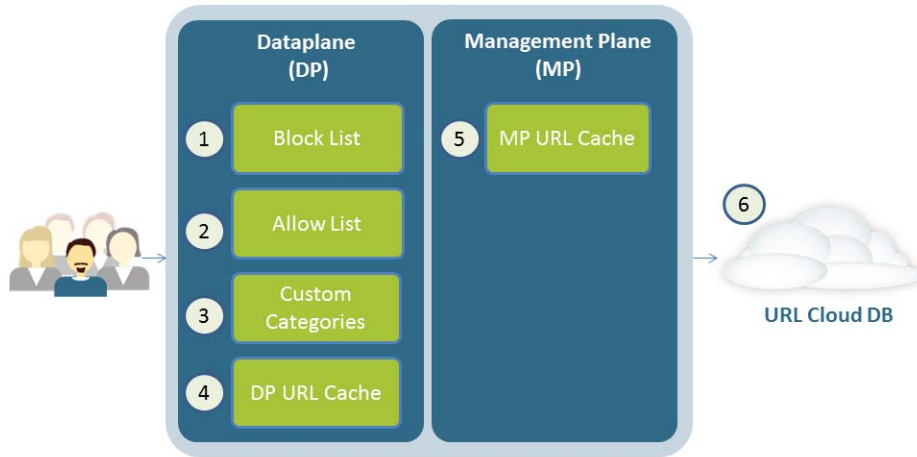 Dataplane
(DP)
Management Plane
(MP)
1
Block List
5
MP URL Cache
2
Allow List
6
3
Custom
Categories
URL Cloud DB
4
DP URL Cache